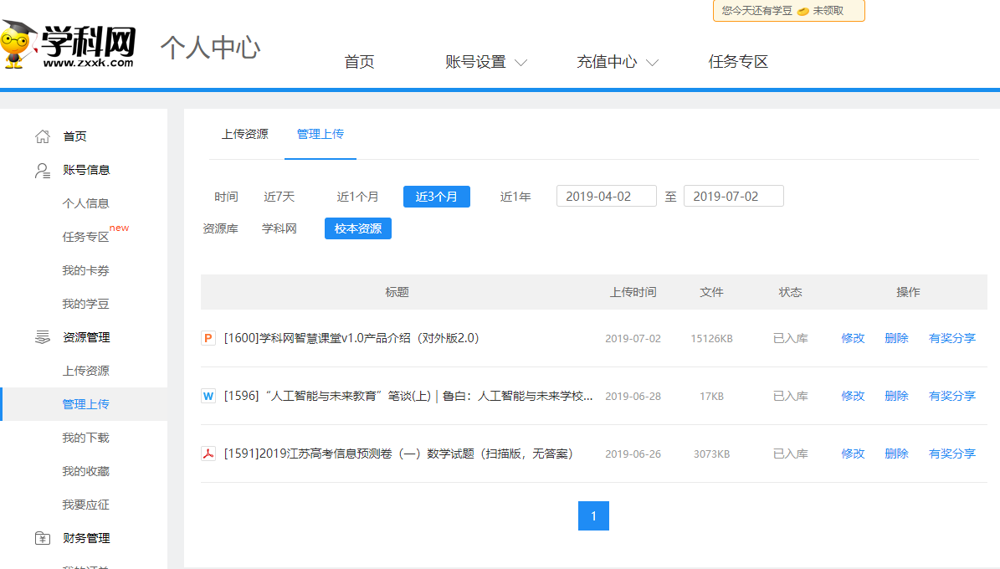 您今天还有学豆 未领取
学科网
www.zxxk.com
个人中心
首页 账号设置 充值中心 任务专区
首页
账号信息
个人信息
任务专区 new
我的卡券
我的学豆
资源管理
上传资源
管理上传
我的下载
我的收藏
我要应征
财务管理
上传资源 管理上传
时间 近7天 近1个月 近3个月 近1年 2019-04-02 至 2019-07-02
资源库 学科网 校本资源
标题 上传时间 文件 状态 操作
P [1600]学科网智慧课堂v1.0产品介绍（对外版2.0） 2019-07-02 15126KB 已入库 修改 删除 有奖分享
W [1596]“人工智能与未来教育”笔谈(上) | 鲁白：人工智能与未来学校... 2019-06-28 17KB 已入库 修改 删除 有奖分享
[1591]2019江苏高考信息预测卷（一）数学试题（扫描版，无答案） 2019-06-26 3073KB 已入库 修改 删除 有奖分享
1